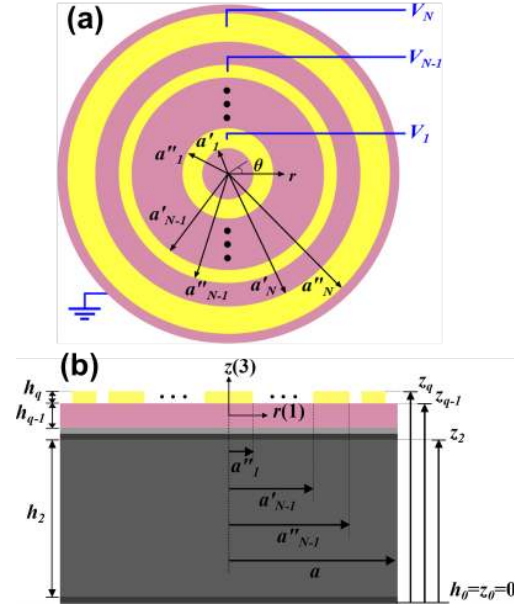 (a)
V_N
V_{N-1}
V_1
a''_1
a'_1
θ
r
a'_{N-1}
a''_{N-1}
a'_N
a''_N
(b)
z(3)
h_q
h_{q-1}
r(1)
z_q
z_{q-1}
z_2
a''_1
a'_{N-1}
h_2
a''_{N-1}
a
h_0=z_0=0